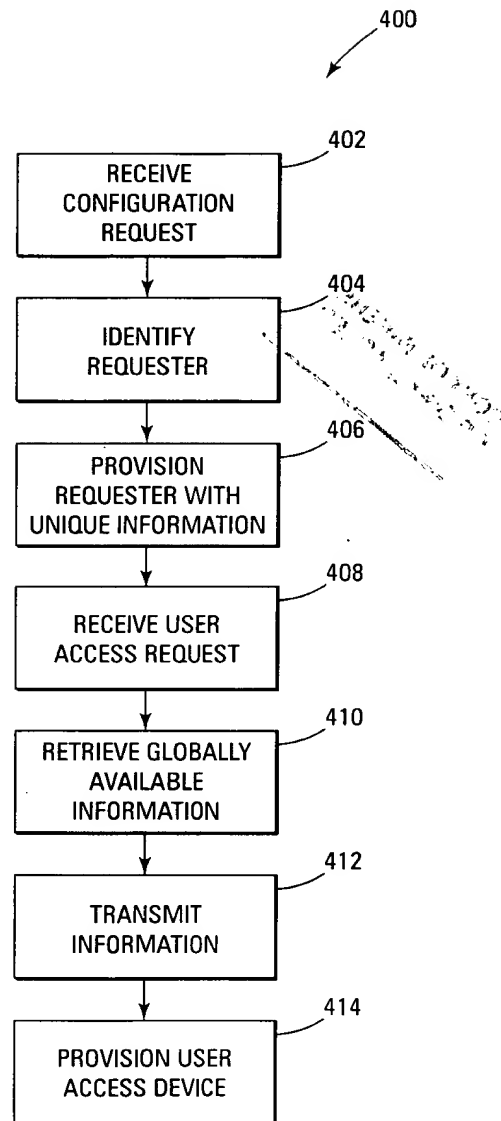 400
402
RECEIVE
CONFIGURATION
REQUEST
404
IDENTIFY
REQUESTER
406
PROVISION
REQUESTER WITH
UNIQUE INFORMATION
408
RECEIVE USER
ACCESS REQUEST
410
RETRIEVE GLOBALLY
AVAILABLE
INFORMATION
412
TRANSMIT
INFORMATION
414
PROVISION USER
ACCESS DEVICE